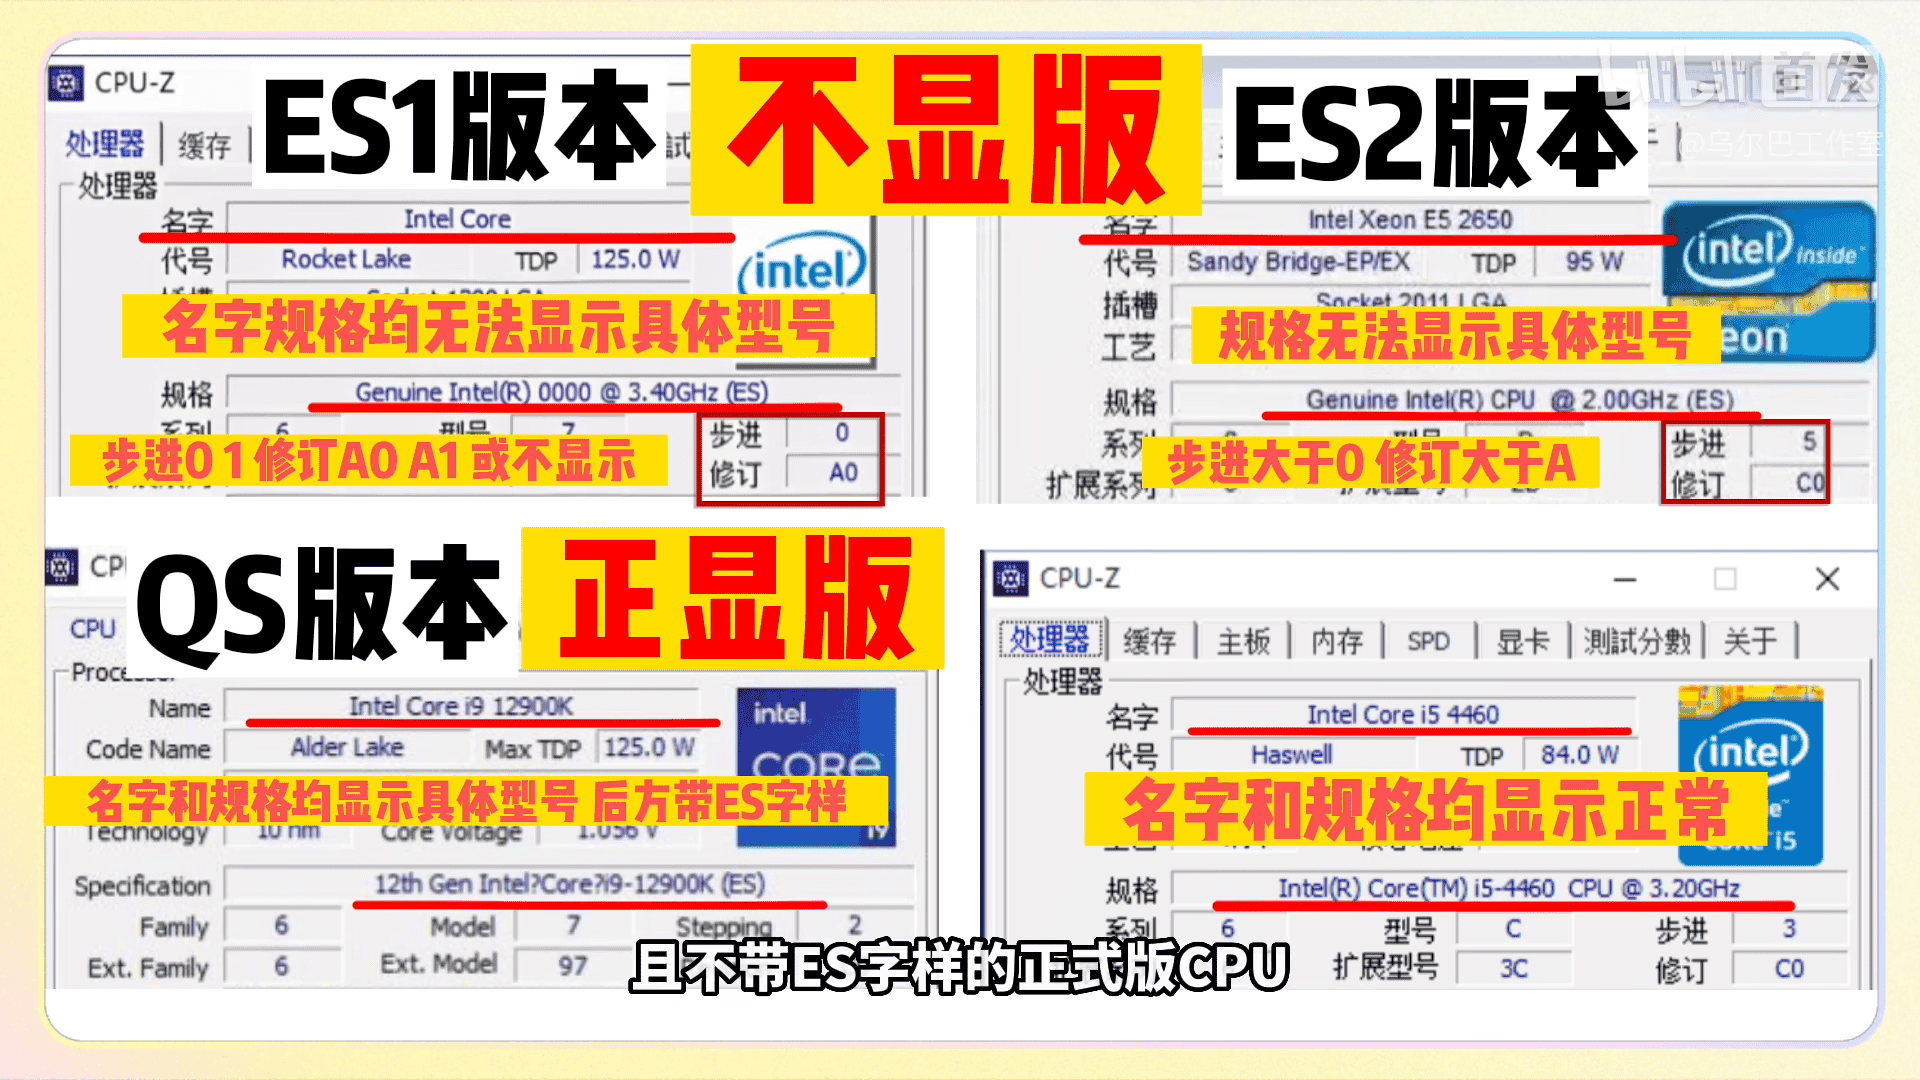 CPU-Z
ES1版本
不显版
处理器
缓存
处理器
名字
Intel Core
代号
Rocket Lake
TDP
125.0 W
intel
名字规格均无法显示具体型号
规格
Genuine Intel(R) 0000 @ 3.40GHz (ES)
步进
0
步进0 1 修订A0 A1 或不显示
修订
A0
ES2版本
bilibili 首发
@乌尔巴工作室
名字
Intel Xeon E5 2650
代号
Sandy Bridge-EP/EX
TDP
95 W
插槽
Socket 2011 LGA
工艺
intel inside
规格无法显示具体型号
规格
Genuine Intel(R) CPU @ 2.00GHz (ES)
系列
步进
5
步进大于0 修订大于A
扩展系列
修订
C0
QS版本
正显版
CPU
Processor
Name
Intel Core i9 12900K
Code Name
Alder Lake
Max TDP
125.0 W
intel
CORE
i9
名字和规格均显示具体型号 后方带ES字样
Technology
10 nm
Core Voltage
1.056 V
Specification
12th Gen Intel?Core?i9-12900K (ES)
Family
6
Model
7
Stepping
2
Ext. Family
6
Ext. Model
97
CPU-Z
处理器
缓存
主板
内存
SPD
显卡
測試分數
关于
处理器
名字
Intel Core i5 4460
代号
Haswell
TDP
84.0 W
intel
名字和规格均显示正常
规格
Intel(R) Core(TM) i5-4460 CPU @ 3.20GHz
系列
6
型号
C
步进
3
扩展型号
3C
修订
C0
且不带ES字样的正式版CPU